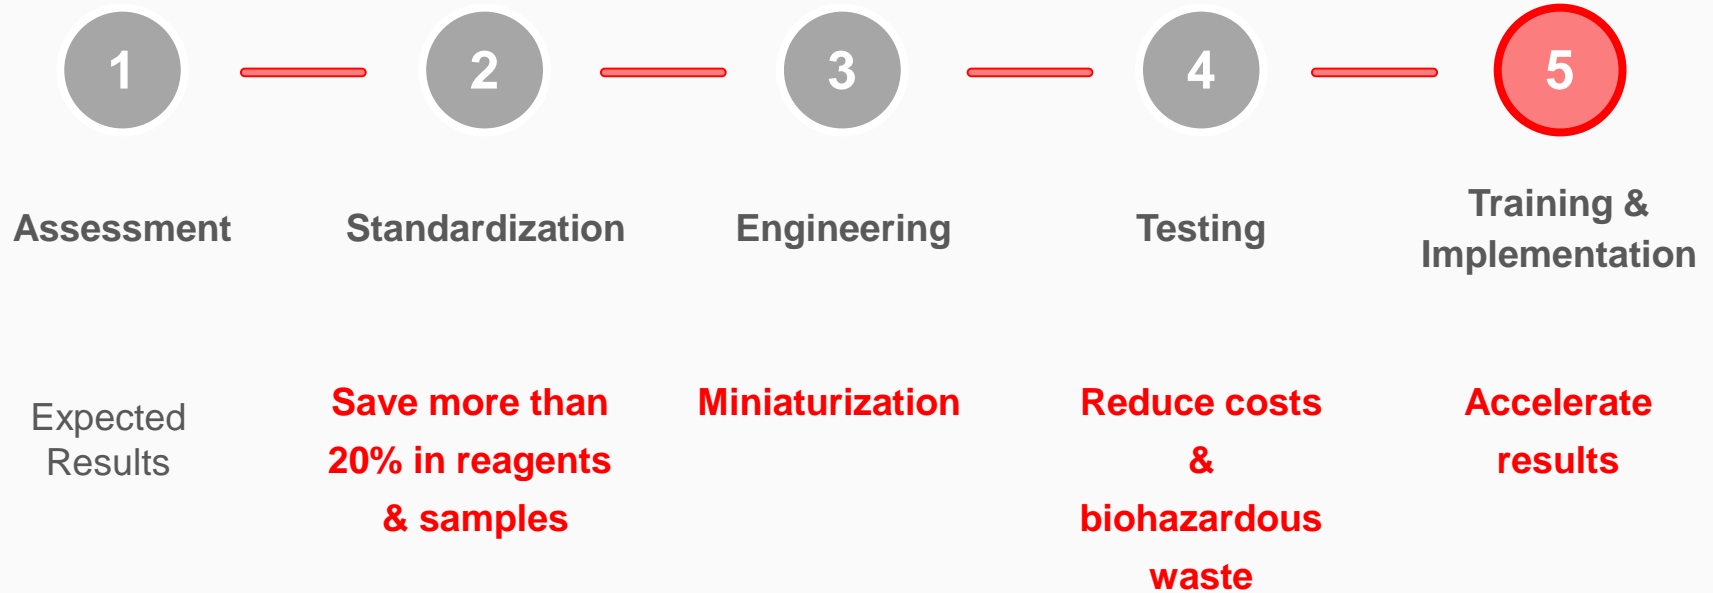 1
2
3
4
5
Assessment
Standardization
Engineering
Testing
Training &
Implementation
Expected
Results
Save more than
20% in reagents
& samples
Miniaturization
Reduce costs
&
biohazardous
waste
Accelerate
results